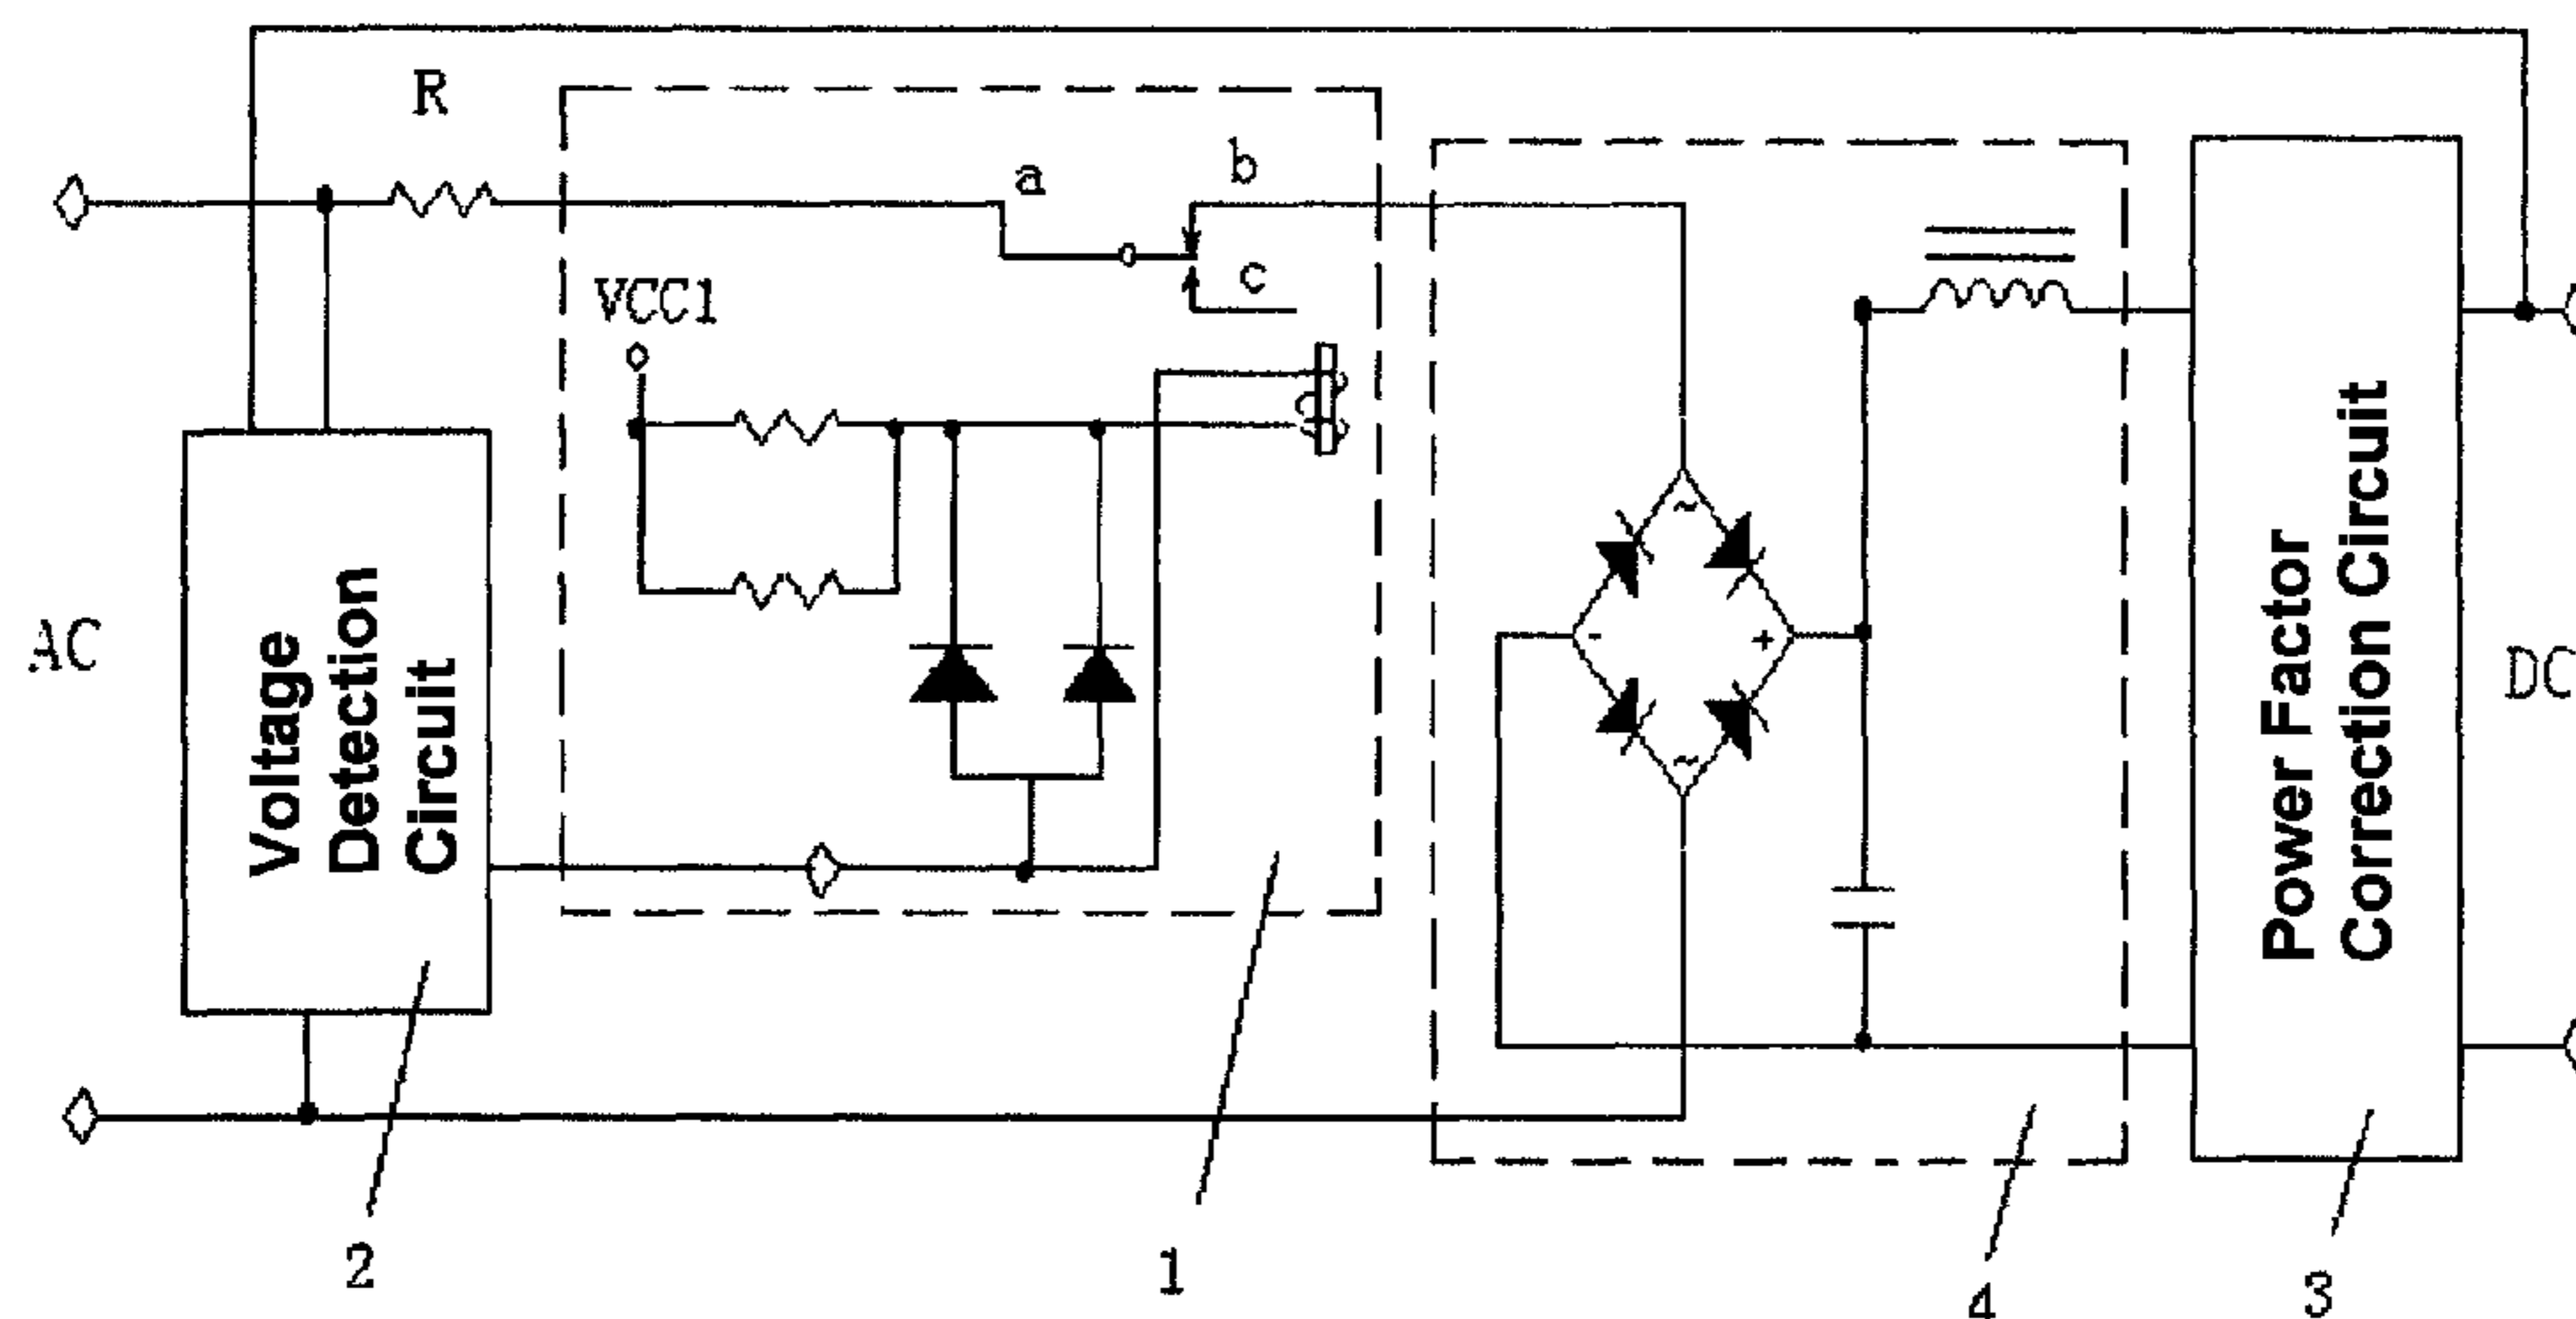 R
a
b
c
VCC1
AC
Voltage
Detection
Circuit
~
-
+
~
Power Factor
Correction Circuit
DC
2
1
4
3